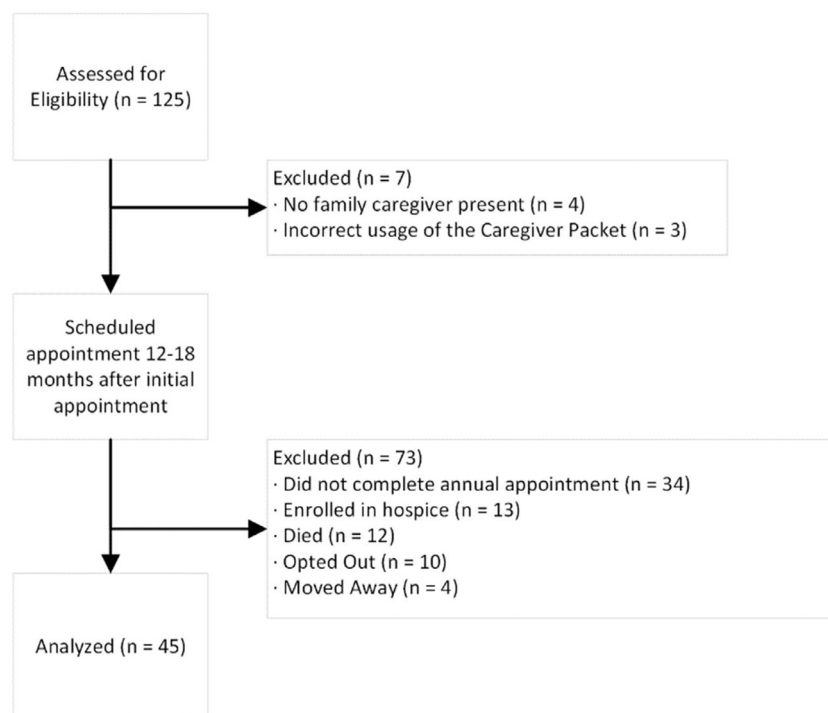 Assessed for
Eligibility (n = 125)
Excluded (n = 7)
· No family caregiver present (n = 4)
· Incorrect usage of the Caregiver Packet (n = 3)
Scheduled
appointment 12-18
months after initial
appointment
Excluded (n = 73)
· Did not complete annual appointment (n = 34)
· Enrolled in hospice (n = 13)
· Died (n = 12)
· Opted Out (n = 10)
· Moved Away (n = 4)
Analyzed (n = 45)